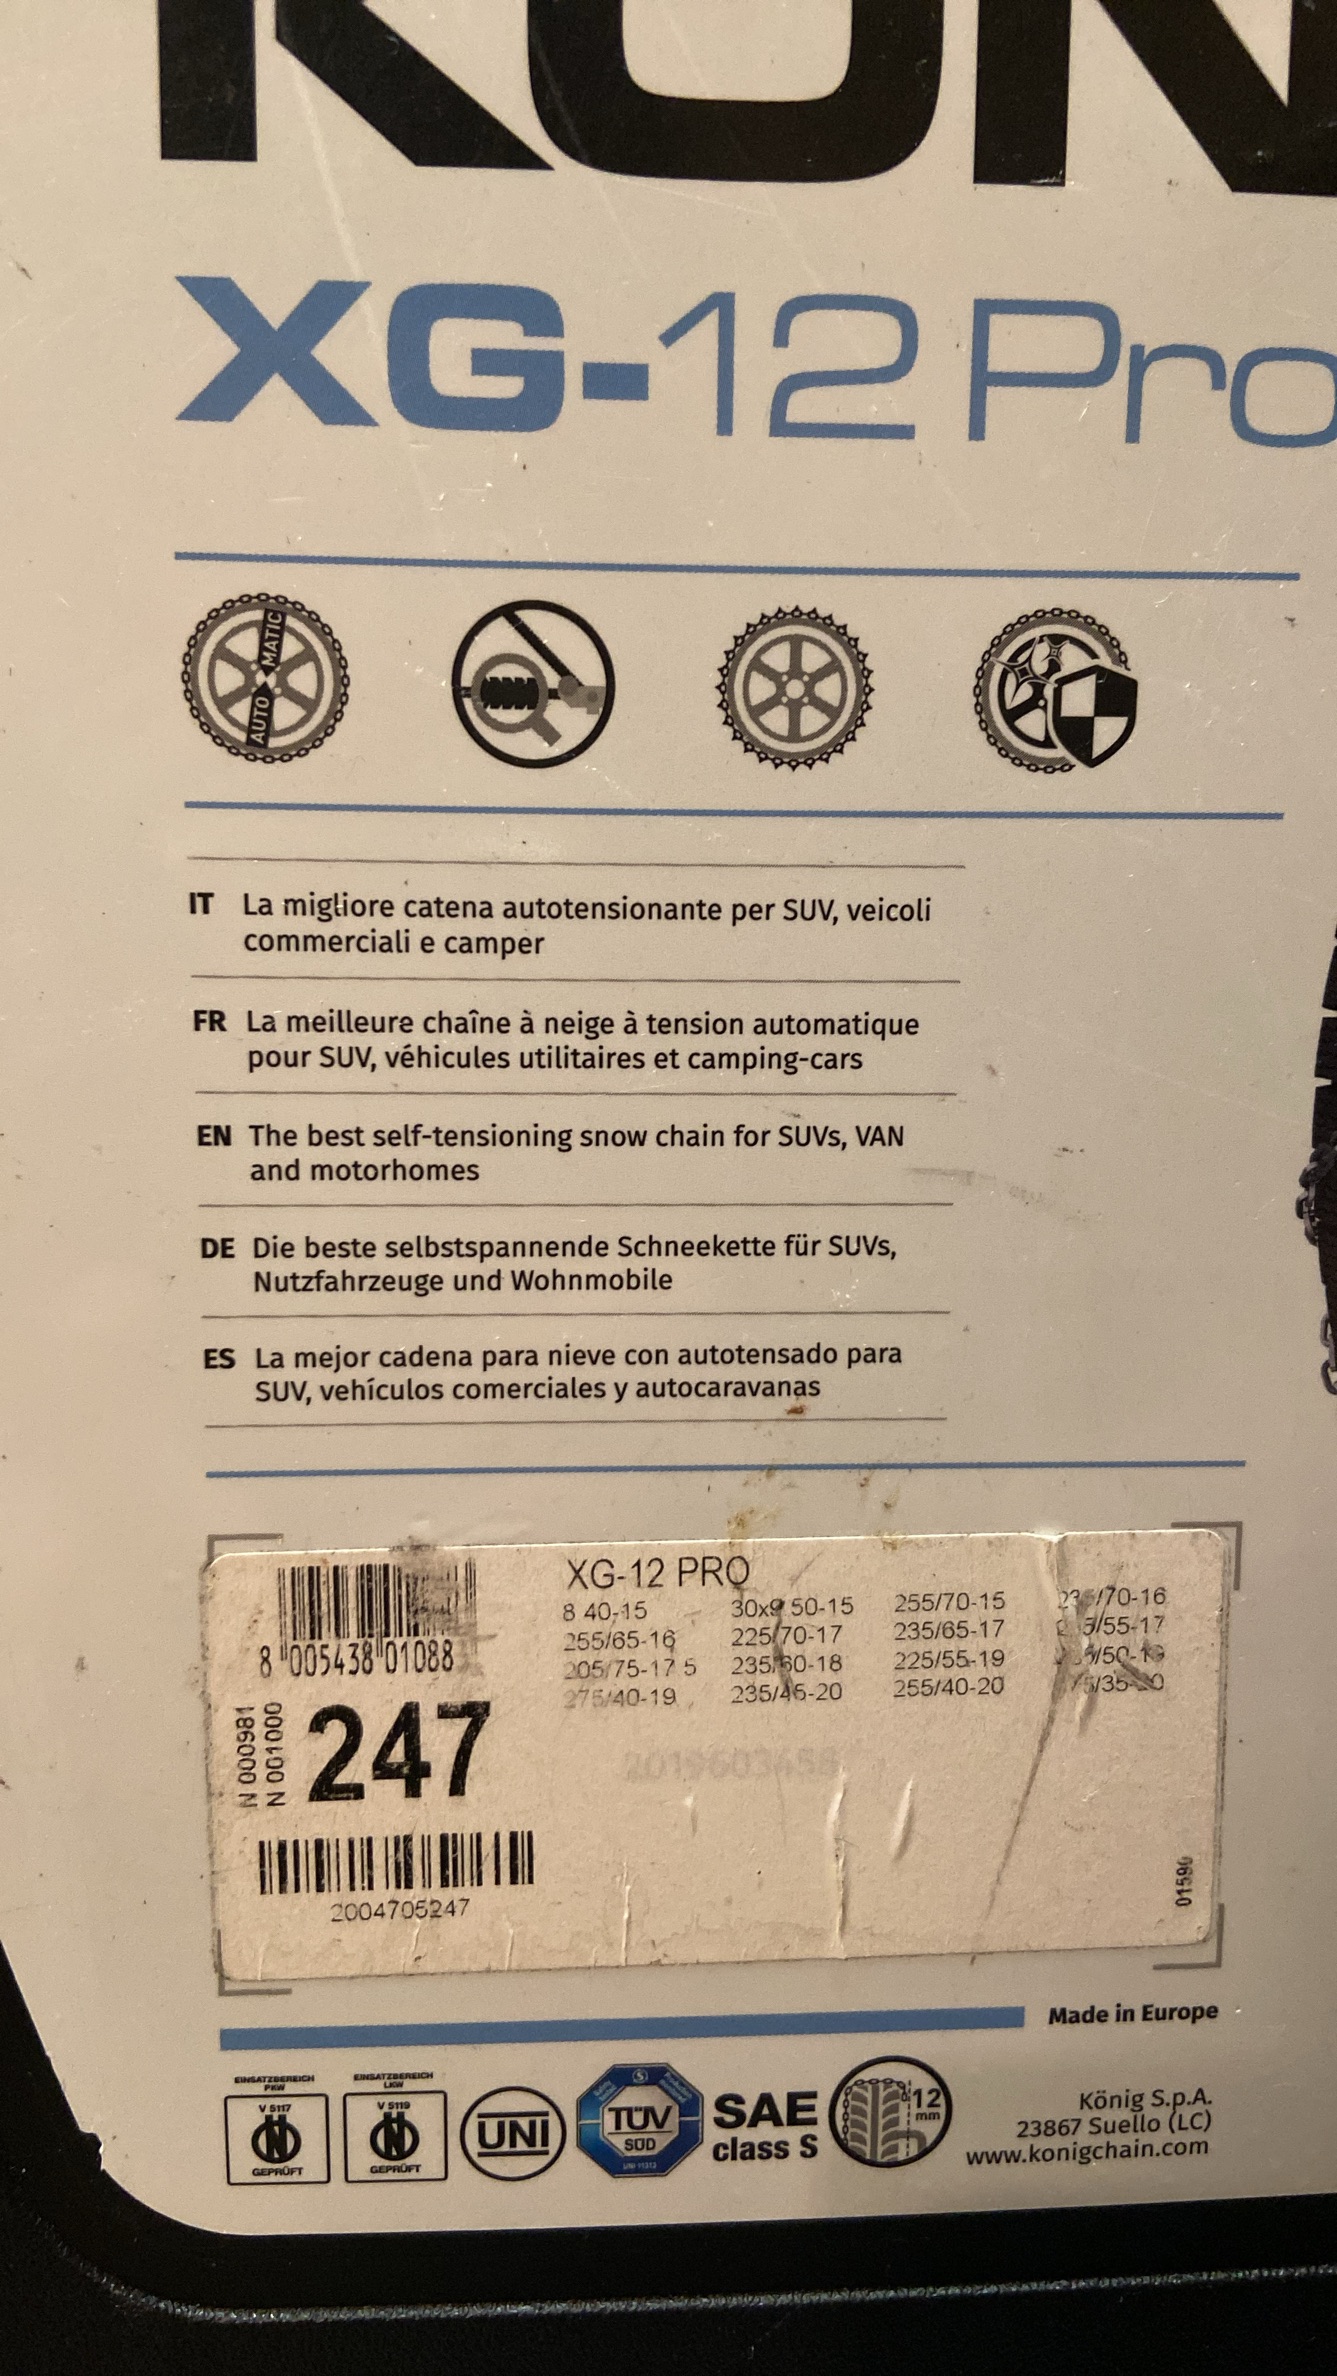 XG-12 Pro
AUTO MATIC
IT La migliore catena autotensionante per SUV, veicoli
commerciali e camper
FR La meilleure chaîne à neige à tension automatique
pour SUV, véhicules utilitaires et camping-cars
EN The best self-tensioning snow chain for SUVs, VAN
and motorhomes
DE Die beste selbstspannende Schneekette für SUVs,
Nutzfahrzeuge und Wohnmobile
ES La mejor cadena para nieve con autotensado para
SUV, vehículos comerciales y autocaravanas
XG-12 PRO
8 40-15 30x9.50-15 255/70-15
255/65-16 225/70-17 235/65-17
205/75-17 5 235/60-18 225/55-19
275/40-19 235/45-20 255/40-20
8 005438 01088
N 000981
N 001000
247
2004705247
01590
Made in Europe
EINSATZBEREICH
PKW
V 5117
GEPRÜFT
EINSATZBEREICH
LKW
V 5119
GEPRÜFT
UNI
TÜV
SÜD
SAE
class S
12
mm
König S.p.A.
23867 Suello (LC)
www.konigchain.com